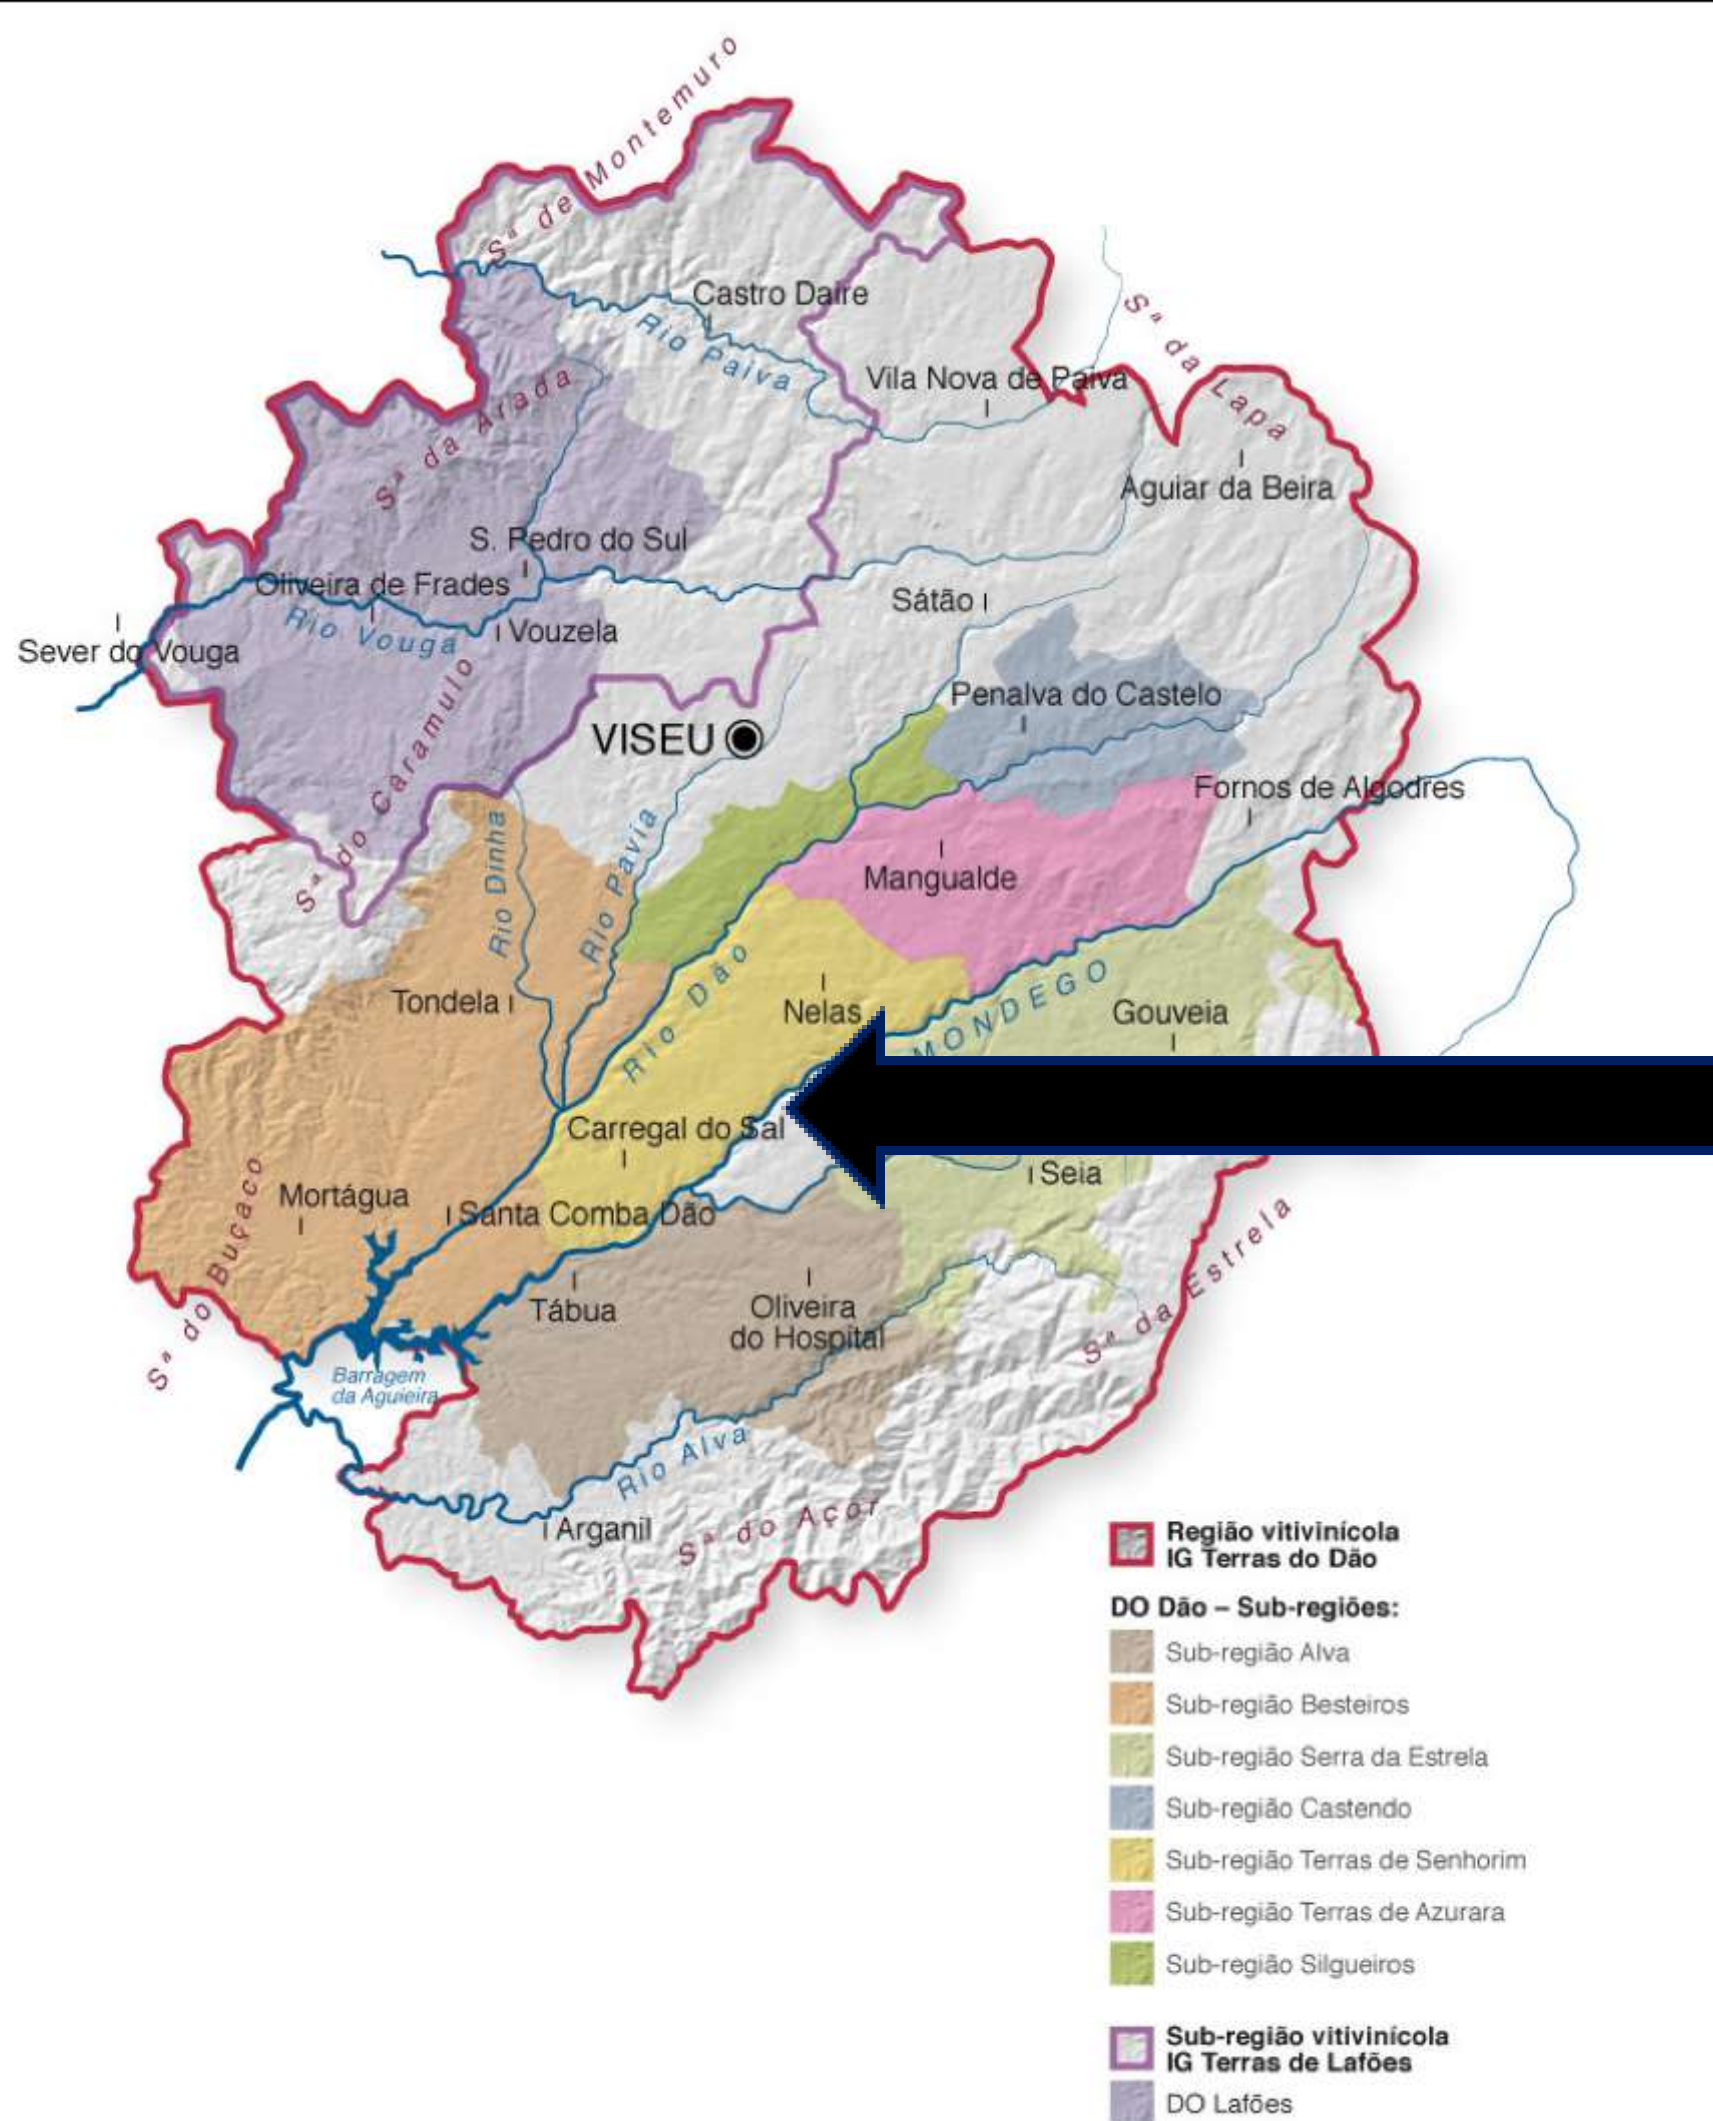 Sª de Montemuro
Castro Daire
Rio Paiva
Sª da Lapa
Vila Nova de Paiva
Sª da Arada
Aguiar da Beira
S. Pedro do Sul
Oliveira de Frades
Sátão
Rio Vouga
Vouzela
Sever do Vouga
Penalva do Castelo
VISEU
Sª do Caramulo
Fornos de Algodres
Rio Dinha
Rio Pavia
Mangualde
Rio Dão
Tondela
Nelas
MONDEGO
Gouveia
Carregal do Sal
Seia
Mortágua
Santa Comba Dão
Sª do Buçaco
Sª da Estrela
Tábua
Oliveira
do Hospital
Barragem
da Aguieira
Rio Alva
Arganil
Sª do Açor
Região vitivinícola
IG Terras do Dão
DO Dão – Sub-regiões:
Sub-região Alva
Sub-região Besteiros
Sub-região Serra da Estrela
Sub-região Castendo
Sub-região Terras de Senhorim
Sub-região Terras de Azurara
Sub-região Silgueiros
Sub-região vitivinícola
IG Terras de Lafões
DO Lafões